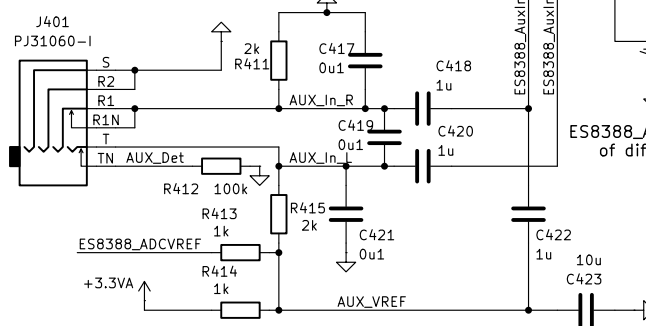 J401
PJ31060-I
S
R2
R1
R1N
T
TN
AUX_Det
R412
100k
2k
R411
C417
0u1
C418
1u
AUX_In_R
C419
0u1
C420
1u
AUX_In_L
R415
2k
C421
0u1
R413
1k
ES8388_ADCVREF
R414
1k
+3.3VA
AUX_VREF
C422
1u
10u
C423
ES8388_AuxIn
ES8388_AuxIn
ES8388_A
of dif